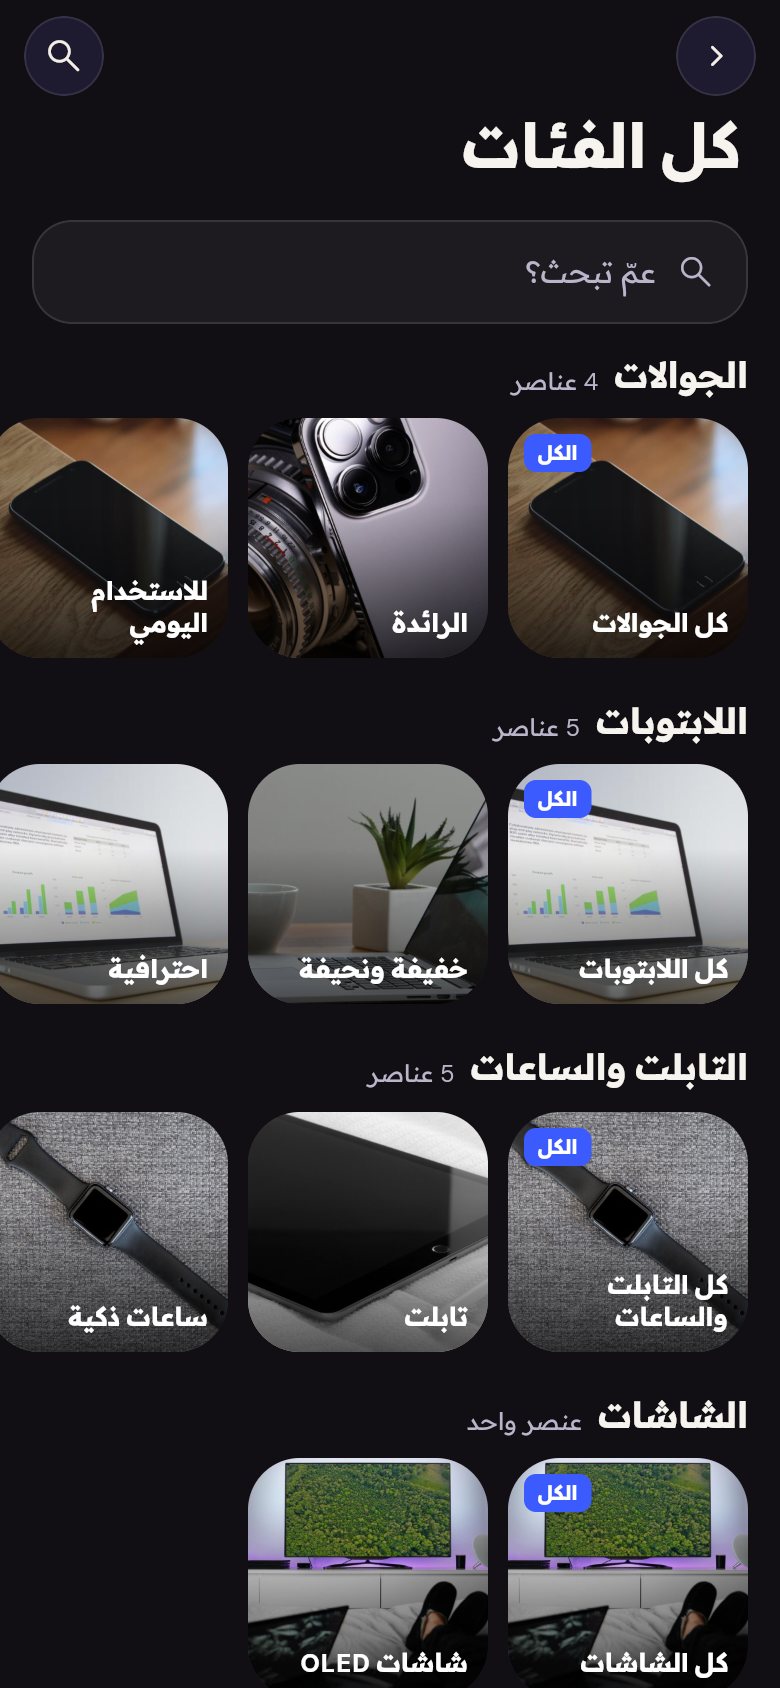 كل الفئات
عمّ تبحث؟
الجوالات 4 عناصر
الكل
كل الجوالات
الرائدة
للاستخدام
اليومي
اللابتوبات 5 عناصر
الكل
كل اللابتوبات
خفيفة ونحيفة
احترافية
التابلت والساعات 5 عناصر
الكل
كل التابلت
والساعات
تابلت
ساعات ذكية
الشاشات عنصر واحد
الكل
كل الشاشات
شاشات OLED